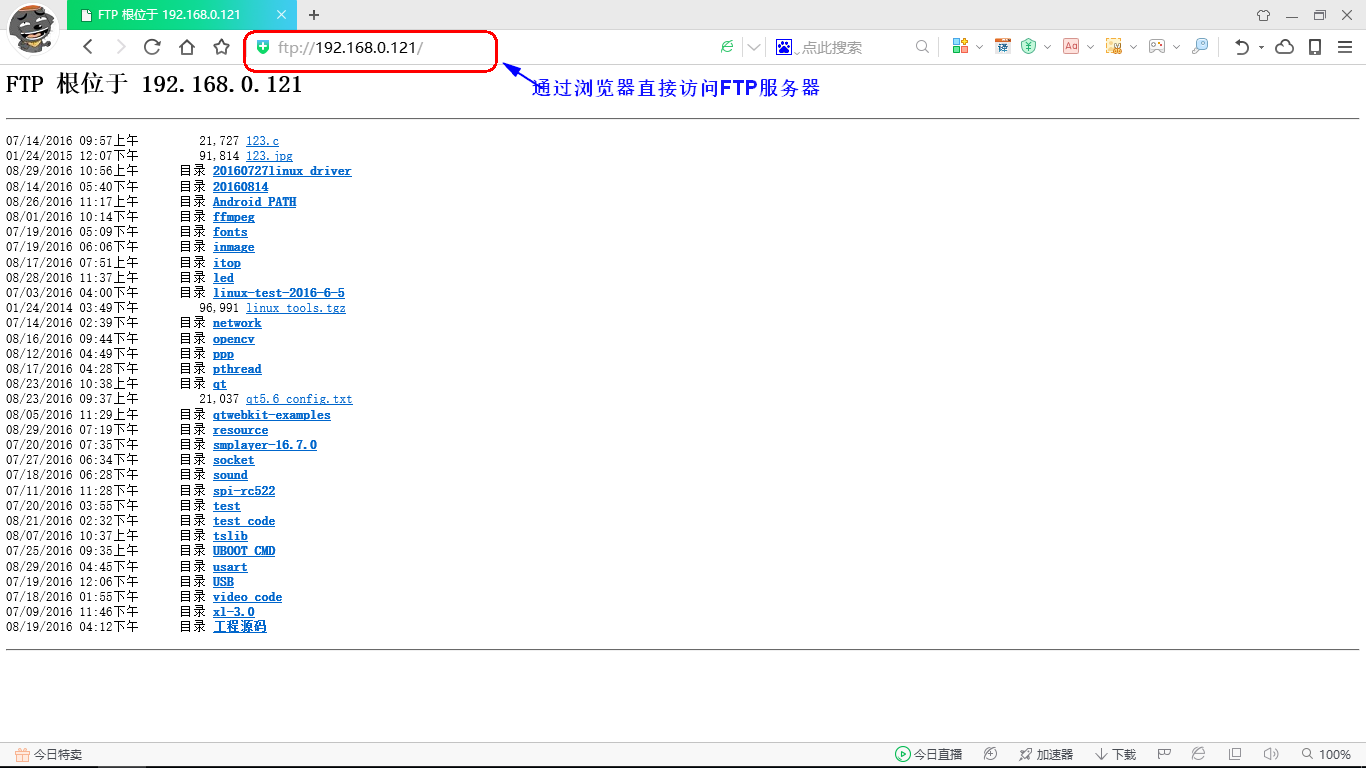 FTP 根位于 192.168.0.121
ftp://192.168.0.121/
点此搜索
译
Aa
通过浏览器直接访问FTP服务器
FTP 根位于 192.168.0.121
07/14/2016 09:57上午 21,727 123.c
01/24/2015 12:07下午 91,814 123.jpg
08/29/2016 10:56上午 目录 20160727linux_driver
08/14/2016 05:40下午 目录 20160814
08/26/2016 11:17上午 目录 Android_PATH
08/01/2016 10:14下午 目录 ffmpeg
07/19/2016 05:09下午 目录 fonts
07/19/2016 06:06下午 目录 inmage
08/17/2016 07:51上午 目录 itop
08/28/2016 11:37上午 目录 led
07/03/2016 04:00下午 目录 linux-test-2016-6-5
01/24/2014 03:49下午 96,991 linux_tools.tgz
07/14/2016 02:39下午 目录 network
08/16/2016 09:44下午 目录 opencv
08/12/2016 04:49下午 目录 ppp
08/17/2016 04:28下午 目录 pthread
08/23/2016 10:38上午 目录 qt
08/23/2016 09:37上午 21,037 qt5.6_config.txt
08/05/2016 11:29上午 目录 qtwebkit-examples
08/29/2016 07:19下午 目录 resource
07/20/2016 07:35下午 目录 smplayer-16.7.0
07/27/2016 06:34下午 目录 socket
07/18/2016 06:28下午 目录 sound
07/11/2016 11:28下午 目录 spi-rc522
07/20/2016 03:55下午 目录 test
08/21/2016 02:32下午 目录 test_code
08/07/2016 10:37上午 目录 tslib
07/25/2016 09:35上午 目录 UBOOT_CMD
08/29/2016 04:45下午 目录 usart
07/19/2016 12:06下午 目录 USB
07/18/2016 01:55下午 目录 video_code
07/09/2016 11:46下午 目录 xl-3.0
08/19/2016 04:12下午 目录 工程源码
今日特卖 今日直播 加速器 下载 100%